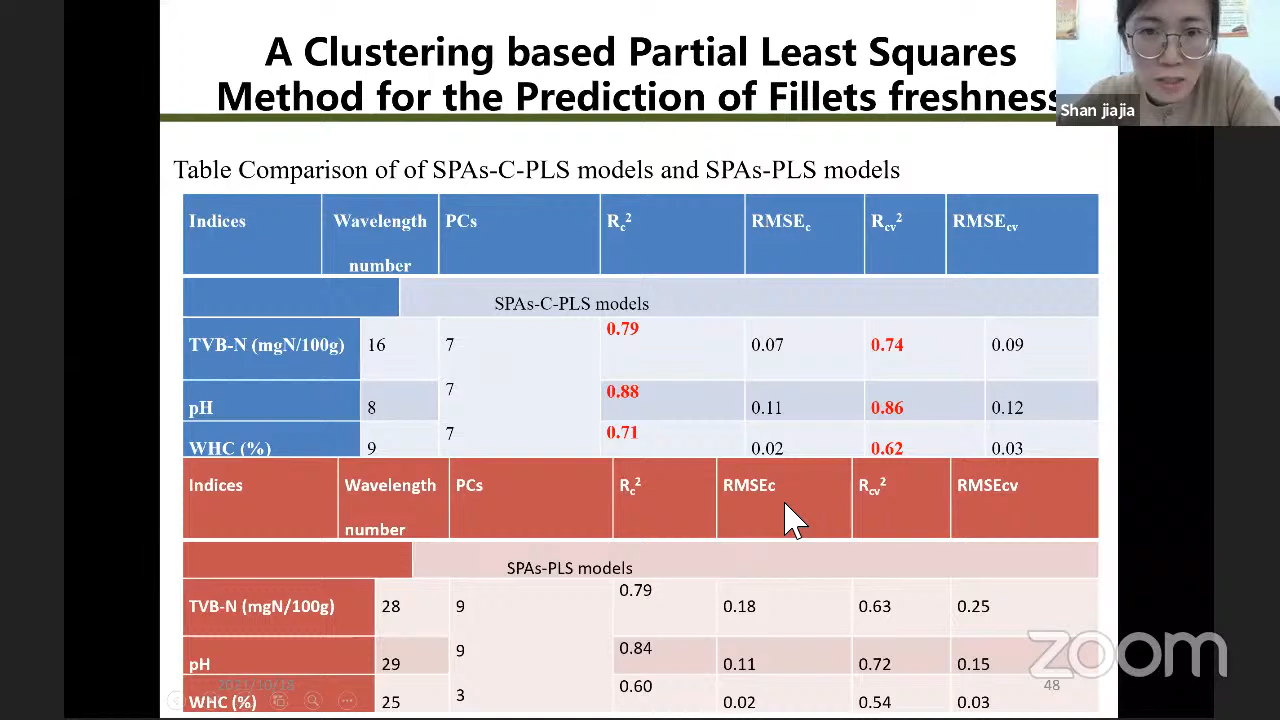 A Clustering based Partial Least Squares
Method for the Prediction of Fillets freshness
Shan jiajia
Table Comparison of of SPAs-C-PLS models and SPAs-PLS models
Indices Wavelength number PCs Rc² RMSEc Rcv² RMSEcv
SPAs-C-PLS models
TVB-N (mgN/100g) 16 7 0.79 0.07 0.74 0.09
pH 8 7 0.88 0.11 0.86 0.12
WHC (%) 9 7 0.71 0.02 0.62 0.03
Indices Wavelength number PCs Rc² RMSEc Rcv² RMSEcv
SPAs-PLS models
TVB-N (mgN/100g) 28 9 0.79 0.18 0.63 0.25
pH 29 9 0.84 0.11 0.72 0.15
WHC (%) 25 3 0.60 0.02 0.54 0.03
2021/10/18
48
zoom